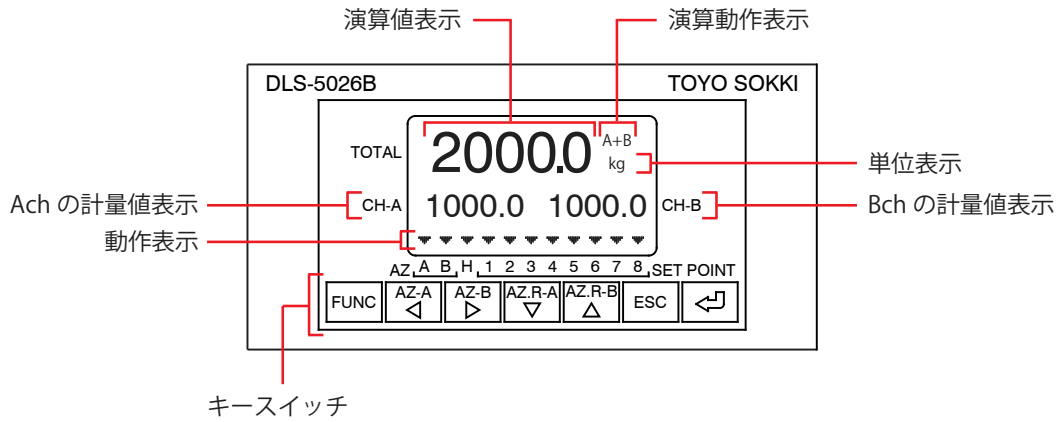 演算値表示 演算動作表示
DLS-5026B TOYO SOKKI
TOTAL 2000.0 A+B
kg 単位表示
Ach の計量値表示 CH-A 1000.0 1000.0 CH-B Bch の計量値表示
動作表示
AZ A B H 1 2 3 4 5 6 7 8 SET POINT
FUNC AZ-A AZ-B AZ.R-A AZ.R-B ESC
キースイッチ